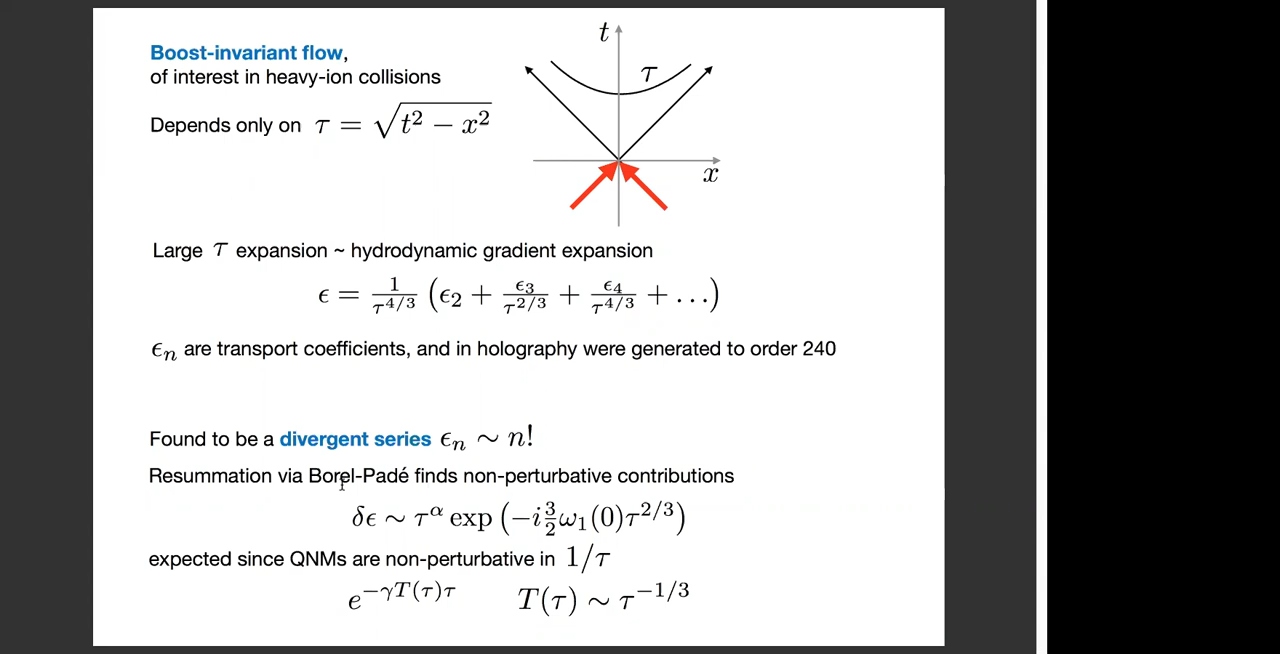 Boost-invariant flow,
of interest in heavy-ion collisions
Depends only on τ = √(t² − x²)
t
τ
x
Large τ expansion ~ hydrodynamic gradient expansion
ϵ = 1/τ^{4/3} (ϵ₂ + ϵ₃/τ^{2/3} + ϵ₄/τ^{4/3} + …)
ϵₙ are transport coefficients, and in holography were generated to order 240
Found to be a divergent series ϵₙ ∼ n!
Resummation via Borel-Padé finds non-perturbative contributions
δϵ ∼ τ^α exp (−i 3/2 ω₁(0)τ^{2/3})
expected since QNMs are non-perturbative in 1/τ
e^{−γT(τ)τ} T(τ) ∼ τ^{−1/3}